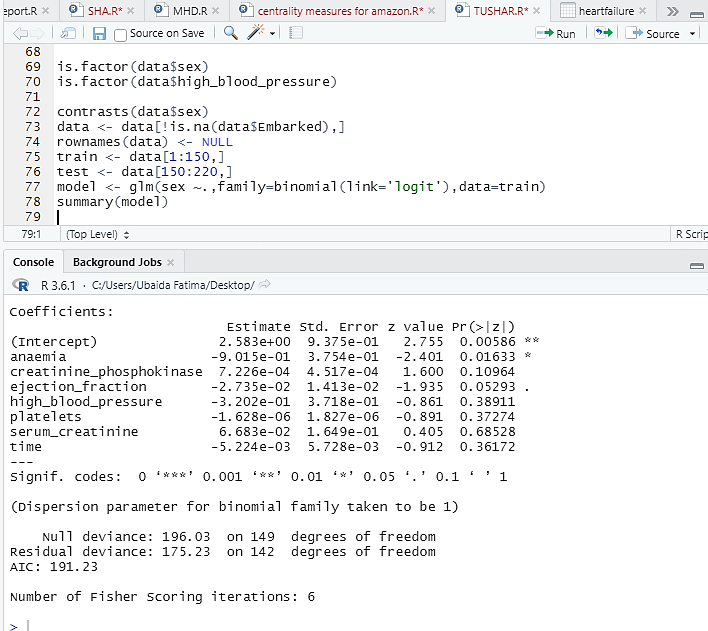 eport.R × SHA.R* × MHD.R × centrality measures for amazon.R* × TUSHAR.R* × heartfailure ×
Source on Save Run Source
68
69 is.factor(data$sex)
70 is.factor(data$high_blood_pressure)
71
72 contrasts(data$sex)
73 data <- data[!is.na(data$Embarked),]
74 rownames(data) <- NULL
75 train <- data[1:150,]
76 test <- data[150:220,]
77 model <- glm(sex ~.,family=binomial(link='logit'),data=train)
78 summary(model)
79
79:1 (Top Level) R Scrip
Console Background Jobs ×
R R 3.6.1 · C:/Users/Ubaida Fatima/Desktop/
Coefficients:
Estimate Std. Error z value Pr(>|z|)
(Intercept) 2.583e+00 9.375e-01 2.755 0.00586 **
anaemia -9.015e-01 3.754e-01 -2.401 0.01633 *
creatinine_phosphokinase 7.226e-04 4.517e-04 1.600 0.10964
ejection_fraction -2.735e-02 1.413e-02 -1.935 0.05293 .
high_blood_pressure -3.202e-01 3.718e-01 -0.861 0.38911
platelets -1.628e-06 1.827e-06 -0.891 0.37274
serum_creatinine 6.683e-02 1.649e-01 0.405 0.68528
time -5.224e-03 5.728e-03 -0.912 0.36172
---
Signif. codes: 0 ‘***’ 0.001 ‘**’ 0.01 ‘*’ 0.05 ‘.’ 0.1 ‘ ’ 1
(Dispersion parameter for binomial family taken to be 1)
Null deviance: 196.03 on 149 degrees of freedom
Residual deviance: 175.23 on 142 degrees of freedom
AIC: 191.23
Number of Fisher Scoring iterations: 6
>